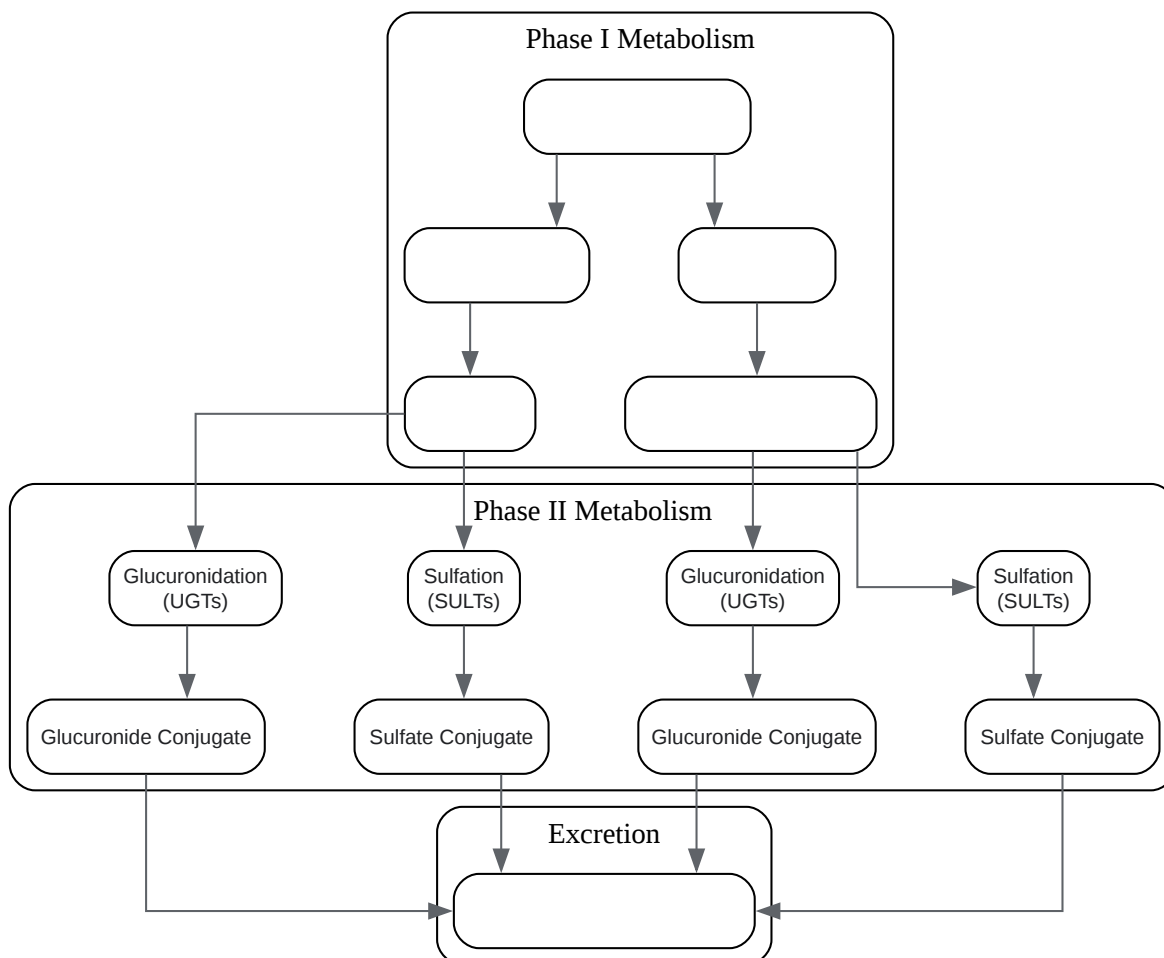 Phase I Metabolism
Phase II Metabolism
Glucuronidation
(UGTs)
Sulfation
(SULTs)
Glucuronidation
(UGTs)
Sulfation
(SULTs)
Glucuronide Conjugate
Sulfate Conjugate
Glucuronide Conjugate
Sulfate Conjugate
Excretion